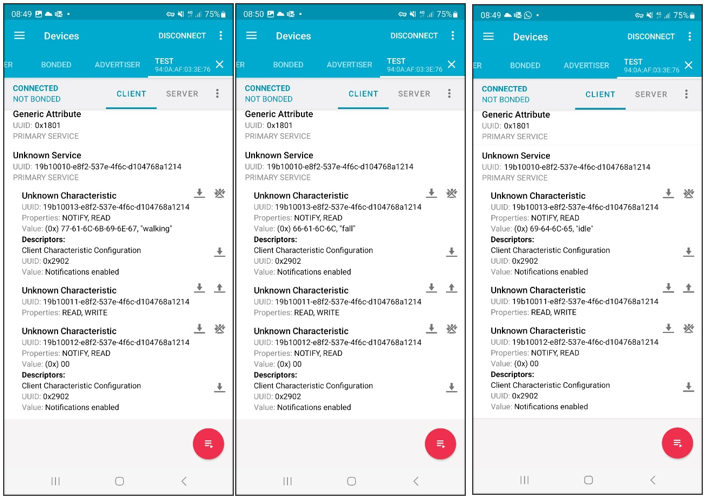 08:49 75%
Devices DISCONNECT
ER BONDED ADVERTISER TEST
94:0A:AF:03:3E:76
CONNECTED
NOT BONDED
CLIENT SERVER
Generic Attribute
UUID: 0x1801
PRIMARY SERVICE
Unknown Service
UUID: 19b10010-e8f2-537e-4f6c-d104768a1214
PRIMARY SERVICE
Unknown Characteristic
UUID: 19b10013-e8f2-537e-4f6c-d104768a1214
Properties: NOTIFY, READ
Value: (0x) 77-61-6C-6B-69-6E-67, "walking"
Descriptors:
Client Characteristic Configuration
UUID: 0x2902
Value: Notifications enabled
Unknown Characteristic
UUID: 19b10011-e8f2-537e-4f6c-d104768a1214
Properties: READ, WRITE
Unknown Characteristic
UUID: 19b10012-e8f2-537e-4f6c-d104768a1214
Properties: NOTIFY, READ
Value: (0x) 00
Descriptors:
Client Characteristic Configuration
UUID: 0x2902
Value: Notifications enabled
08:50 75%
Devices DISCONNECT
ER BONDED ADVERTISER TEST
94:0A:AF:03:3E:76
CONNECTED
NOT BONDED
CLIENT SERVER
Generic Attribute
UUID: 0x1801
PRIMARY SERVICE
Unknown Service
UUID: 19b10010-e8f2-537e-4f6c-d104768a1214
PRIMARY SERVICE
Unknown Characteristic
UUID: 19b10013-e8f2-537e-4f6c-d104768a1214
Properties: NOTIFY, READ
Value: (0x) 66-61-6C-6C, "fall"
Descriptors:
Client Characteristic Configuration
UUID: 0x2902
Value: Notifications enabled
Unknown Characteristic
UUID: 19b10011-e8f2-537e-4f6c-d104768a1214
Properties: READ, WRITE
Unknown Characteristic
UUID: 19b10012-e8f2-537e-4f6c-d104768a1214
Properties: NOTIFY, READ
Value: (0x) 00
Descriptors:
Client Characteristic Configuration
UUID: 0x2902
Value: Notifications enabled
08:49 75%
Devices DISCONNECT
ER BONDED ADVERTISER TEST
94:0A:AF:03:3E:76
CONNECTED
NOT BONDED
CLIENT SERVER
Generic Attribute
UUID: 0x1801
PRIMARY SERVICE
Unknown Service
UUID: 19b10010-e8f2-537e-4f6c-d104768a1214
PRIMARY SERVICE
Unknown Characteristic
UUID: 19b10013-e8f2-537e-4f6c-d104768a1214
Properties: NOTIFY, READ
Value: (0x) 69-64-6C-65, "idle"
Descriptors:
Client Characteristic Configuration
UUID: 0x2902
Value: Notifications enabled
Unknown Characteristic
UUID: 19b10011-e8f2-537e-4f6c-d104768a1214
Properties: READ, WRITE
Unknown Characteristic
UUID: 19b10012-e8f2-537e-4f6c-d104768a1214
Properties: NOTIFY, READ
Value: (0x) 00
Descriptors:
Client Characteristic Configuration
UUID: 0x2902
Value: Notifications enabled